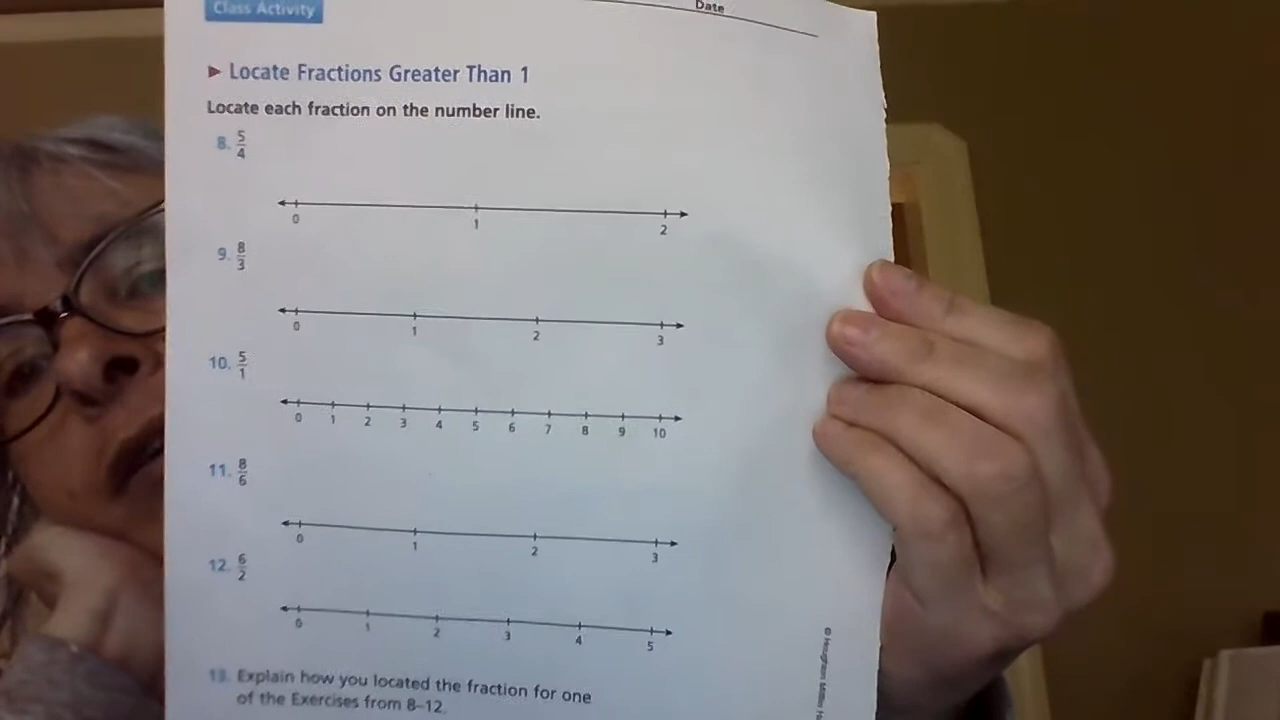 Class Activity
Date
▶ Locate Fractions Greater Than 1
Locate each fraction on the number line.
8. 5/4
0 1 2
9. 8/3
0 1 2 3
10. 5/1
0 1 2 3 4 5 6 7 8 9 10
11. 8/6
0 1 2 3
12. 6/2
0 1 2 3 4 5
13. Explain how you located the fraction for one
of the Exercises from 8–12.
© Houghton Mifflin